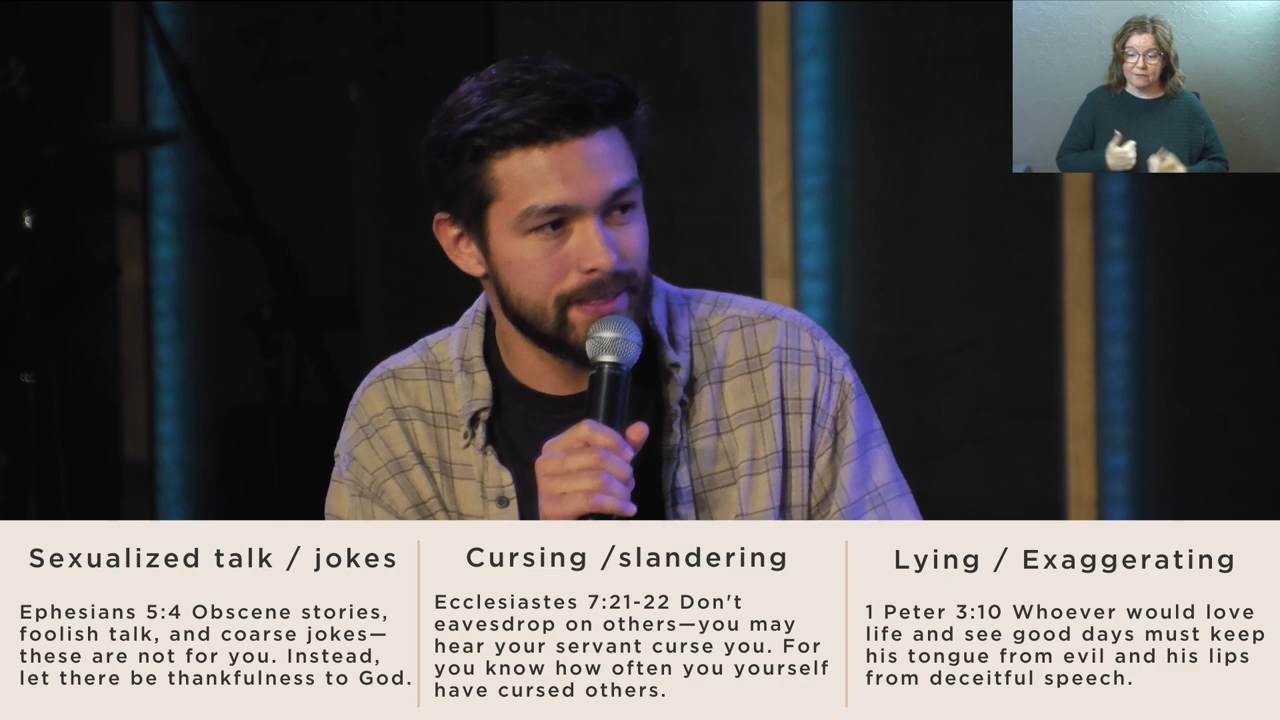 Sexualized talk / jokes
Ephesians 5:4 Obscene stories,
foolish talk, and coarse jokes—
these are not for you. Instead,
let there be thankfulness to God.
Cursing /slandering
Ecclesiastes 7:21-22 Don't
eavesdrop on others—you may
hear your servant curse you. For
you know how often you yourself
have cursed others.
Lying / Exaggerating
1 Peter 3:10 Whoever would love
life and see good days must keep
his tongue from evil and his lips
from deceitful speech.